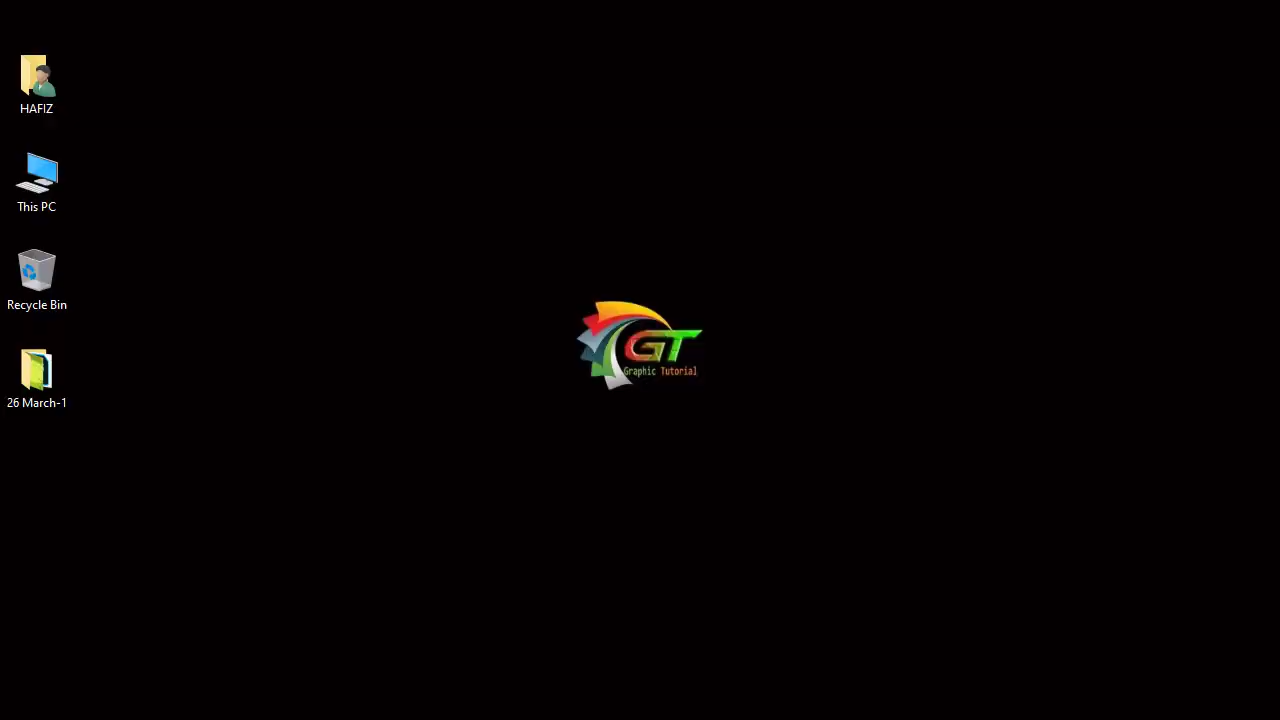 HAFIZ
This PC
Recycle Bin
26 March-1
GT
Graphic Tutorial